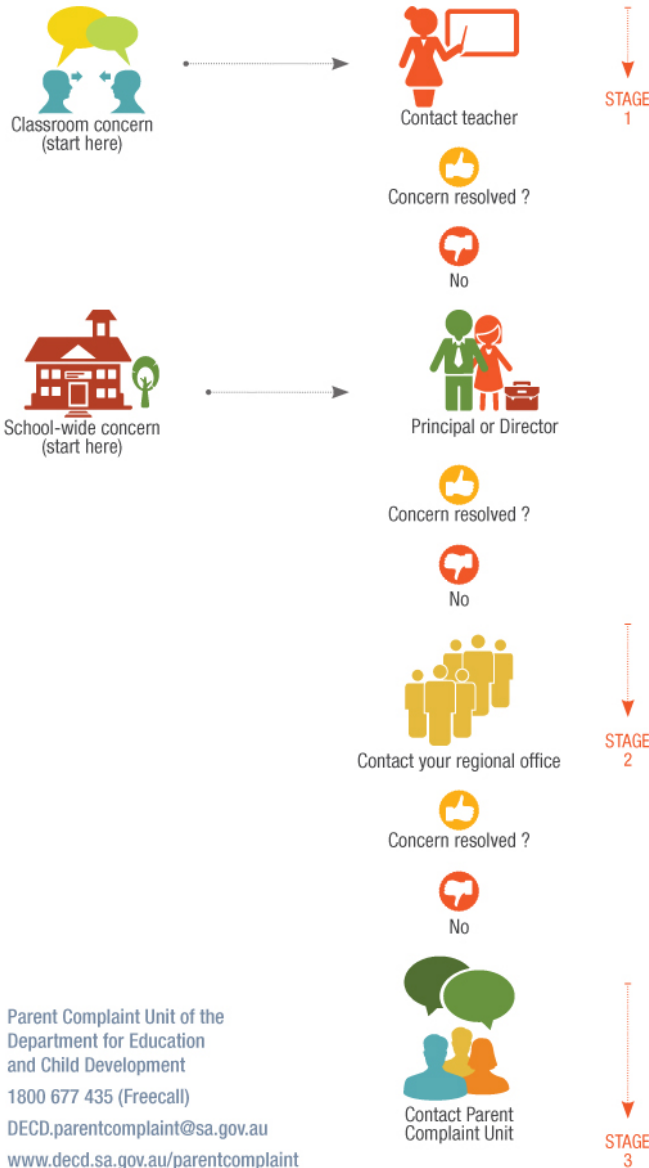 Classroom concern
(start here)
Contact teacher
STAGE
1
Concern resolved ?
No
School-wide concern
(start here)
Principal or Director
Concern resolved ?
No
Contact your regional office
STAGE
2
Concern resolved ?
No
Contact Parent
Complaint Unit
STAGE
3
Parent Complaint Unit of the
Department for Education
and Child Development
1800 677 435 (Freecall)
DECD.parentcomplaint@sa.gov.au
www.decd.sa.gov.au/parentcomplaint